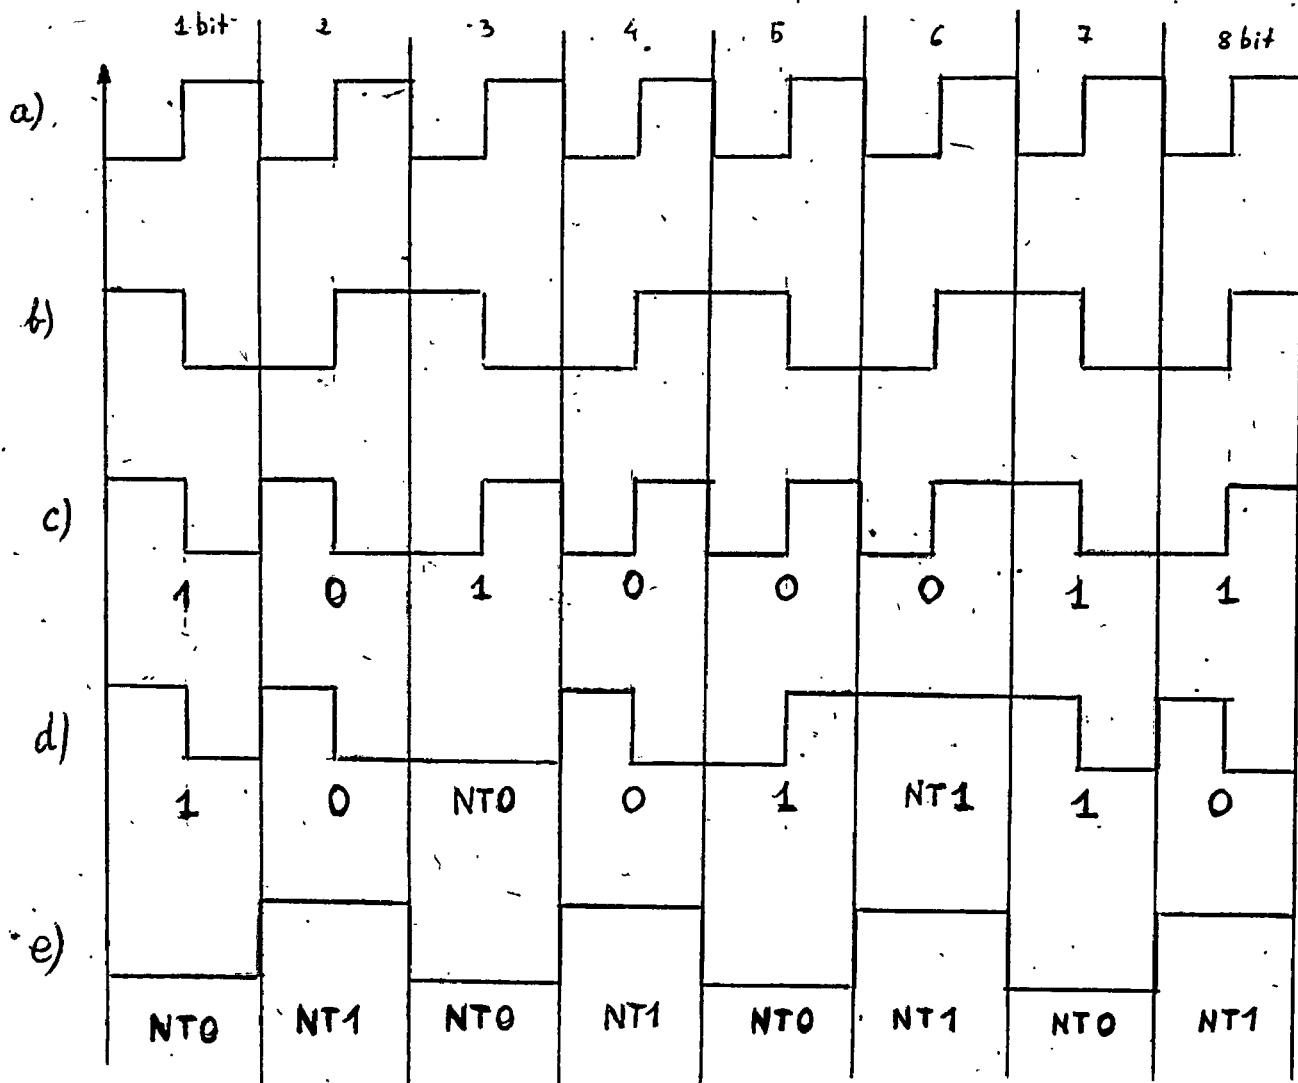 1 bit 2 3 4 5 6 7 8 bit
a)
b)
c)
1 0 1 0 0 0 1 1
d)
1 0 NT0 0 1 NT1 1 0
e)
NT0 NT1 NT0 NT1 NT0 NT1 NT0 NT1